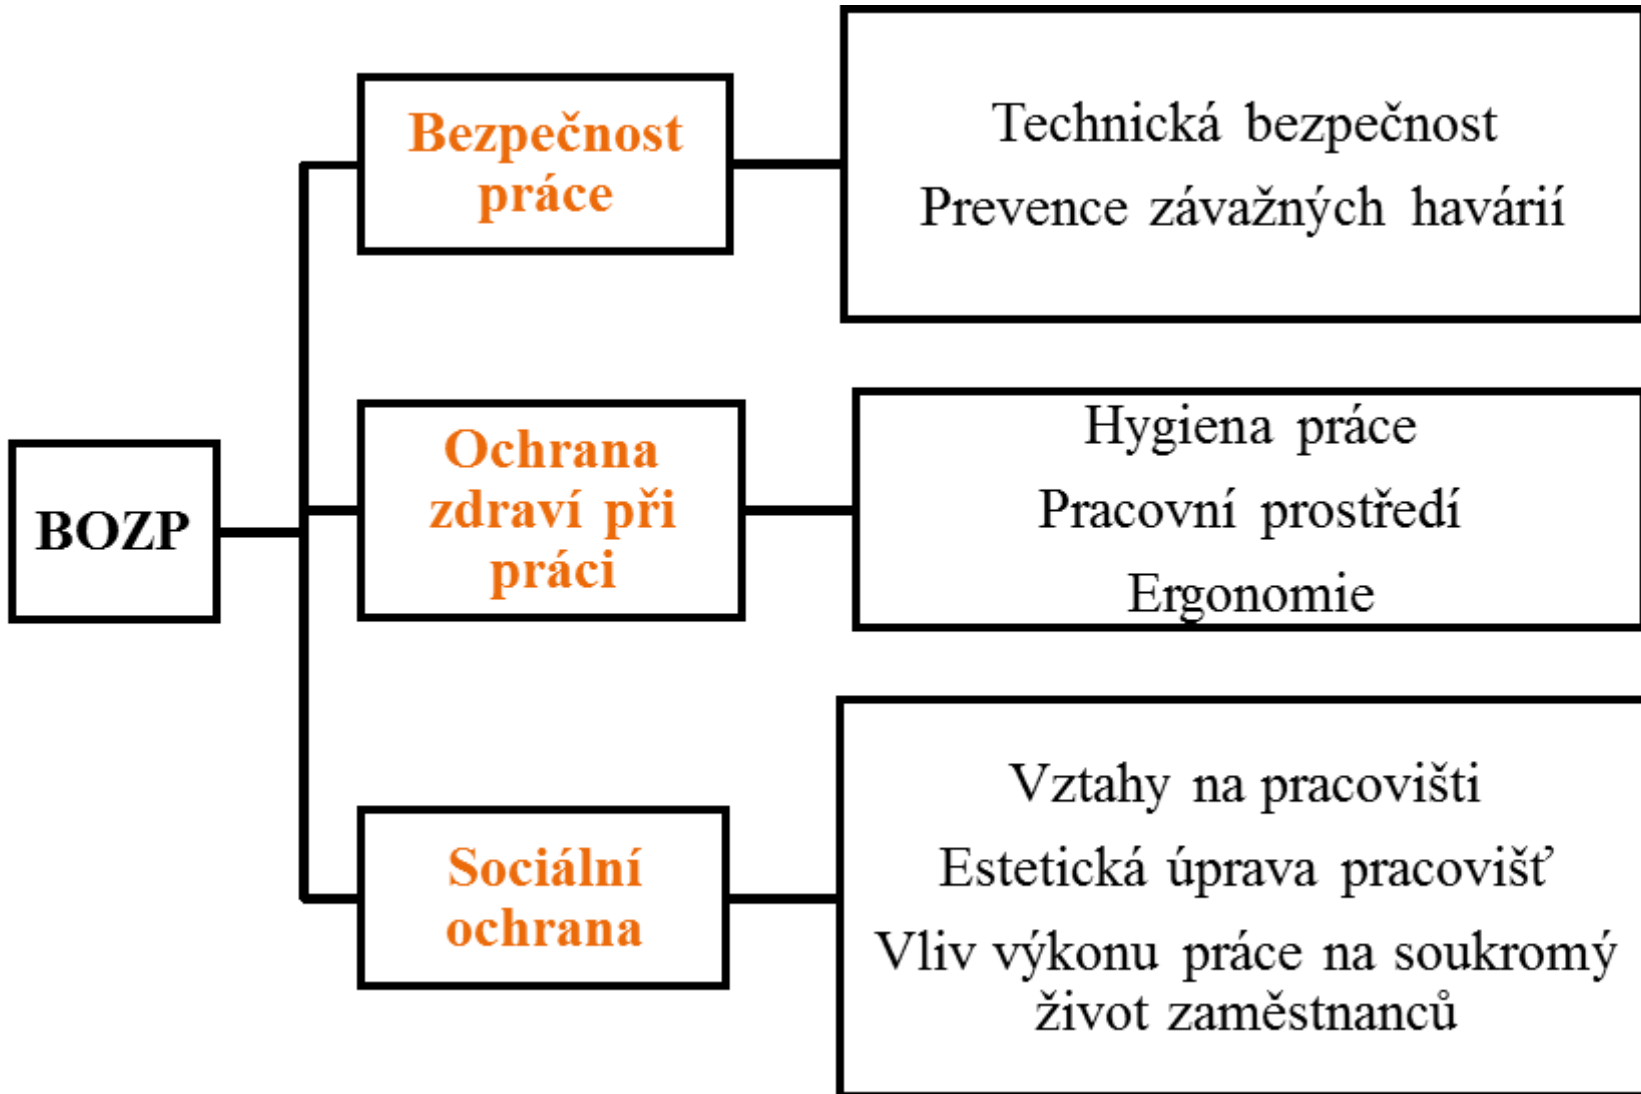 BOZP
Bezpečnost
práce
Technická bezpečnost
Prevence závažných havárií
Ochrana
zdraví při
práci
Hygiena práce
Pracovní prostředí
Ergonomie
Sociální
ochrana
Vztahy na pracovišti
Estetická úprava pracovišť
Vliv výkonu práce na soukromý
život zaměstnanců